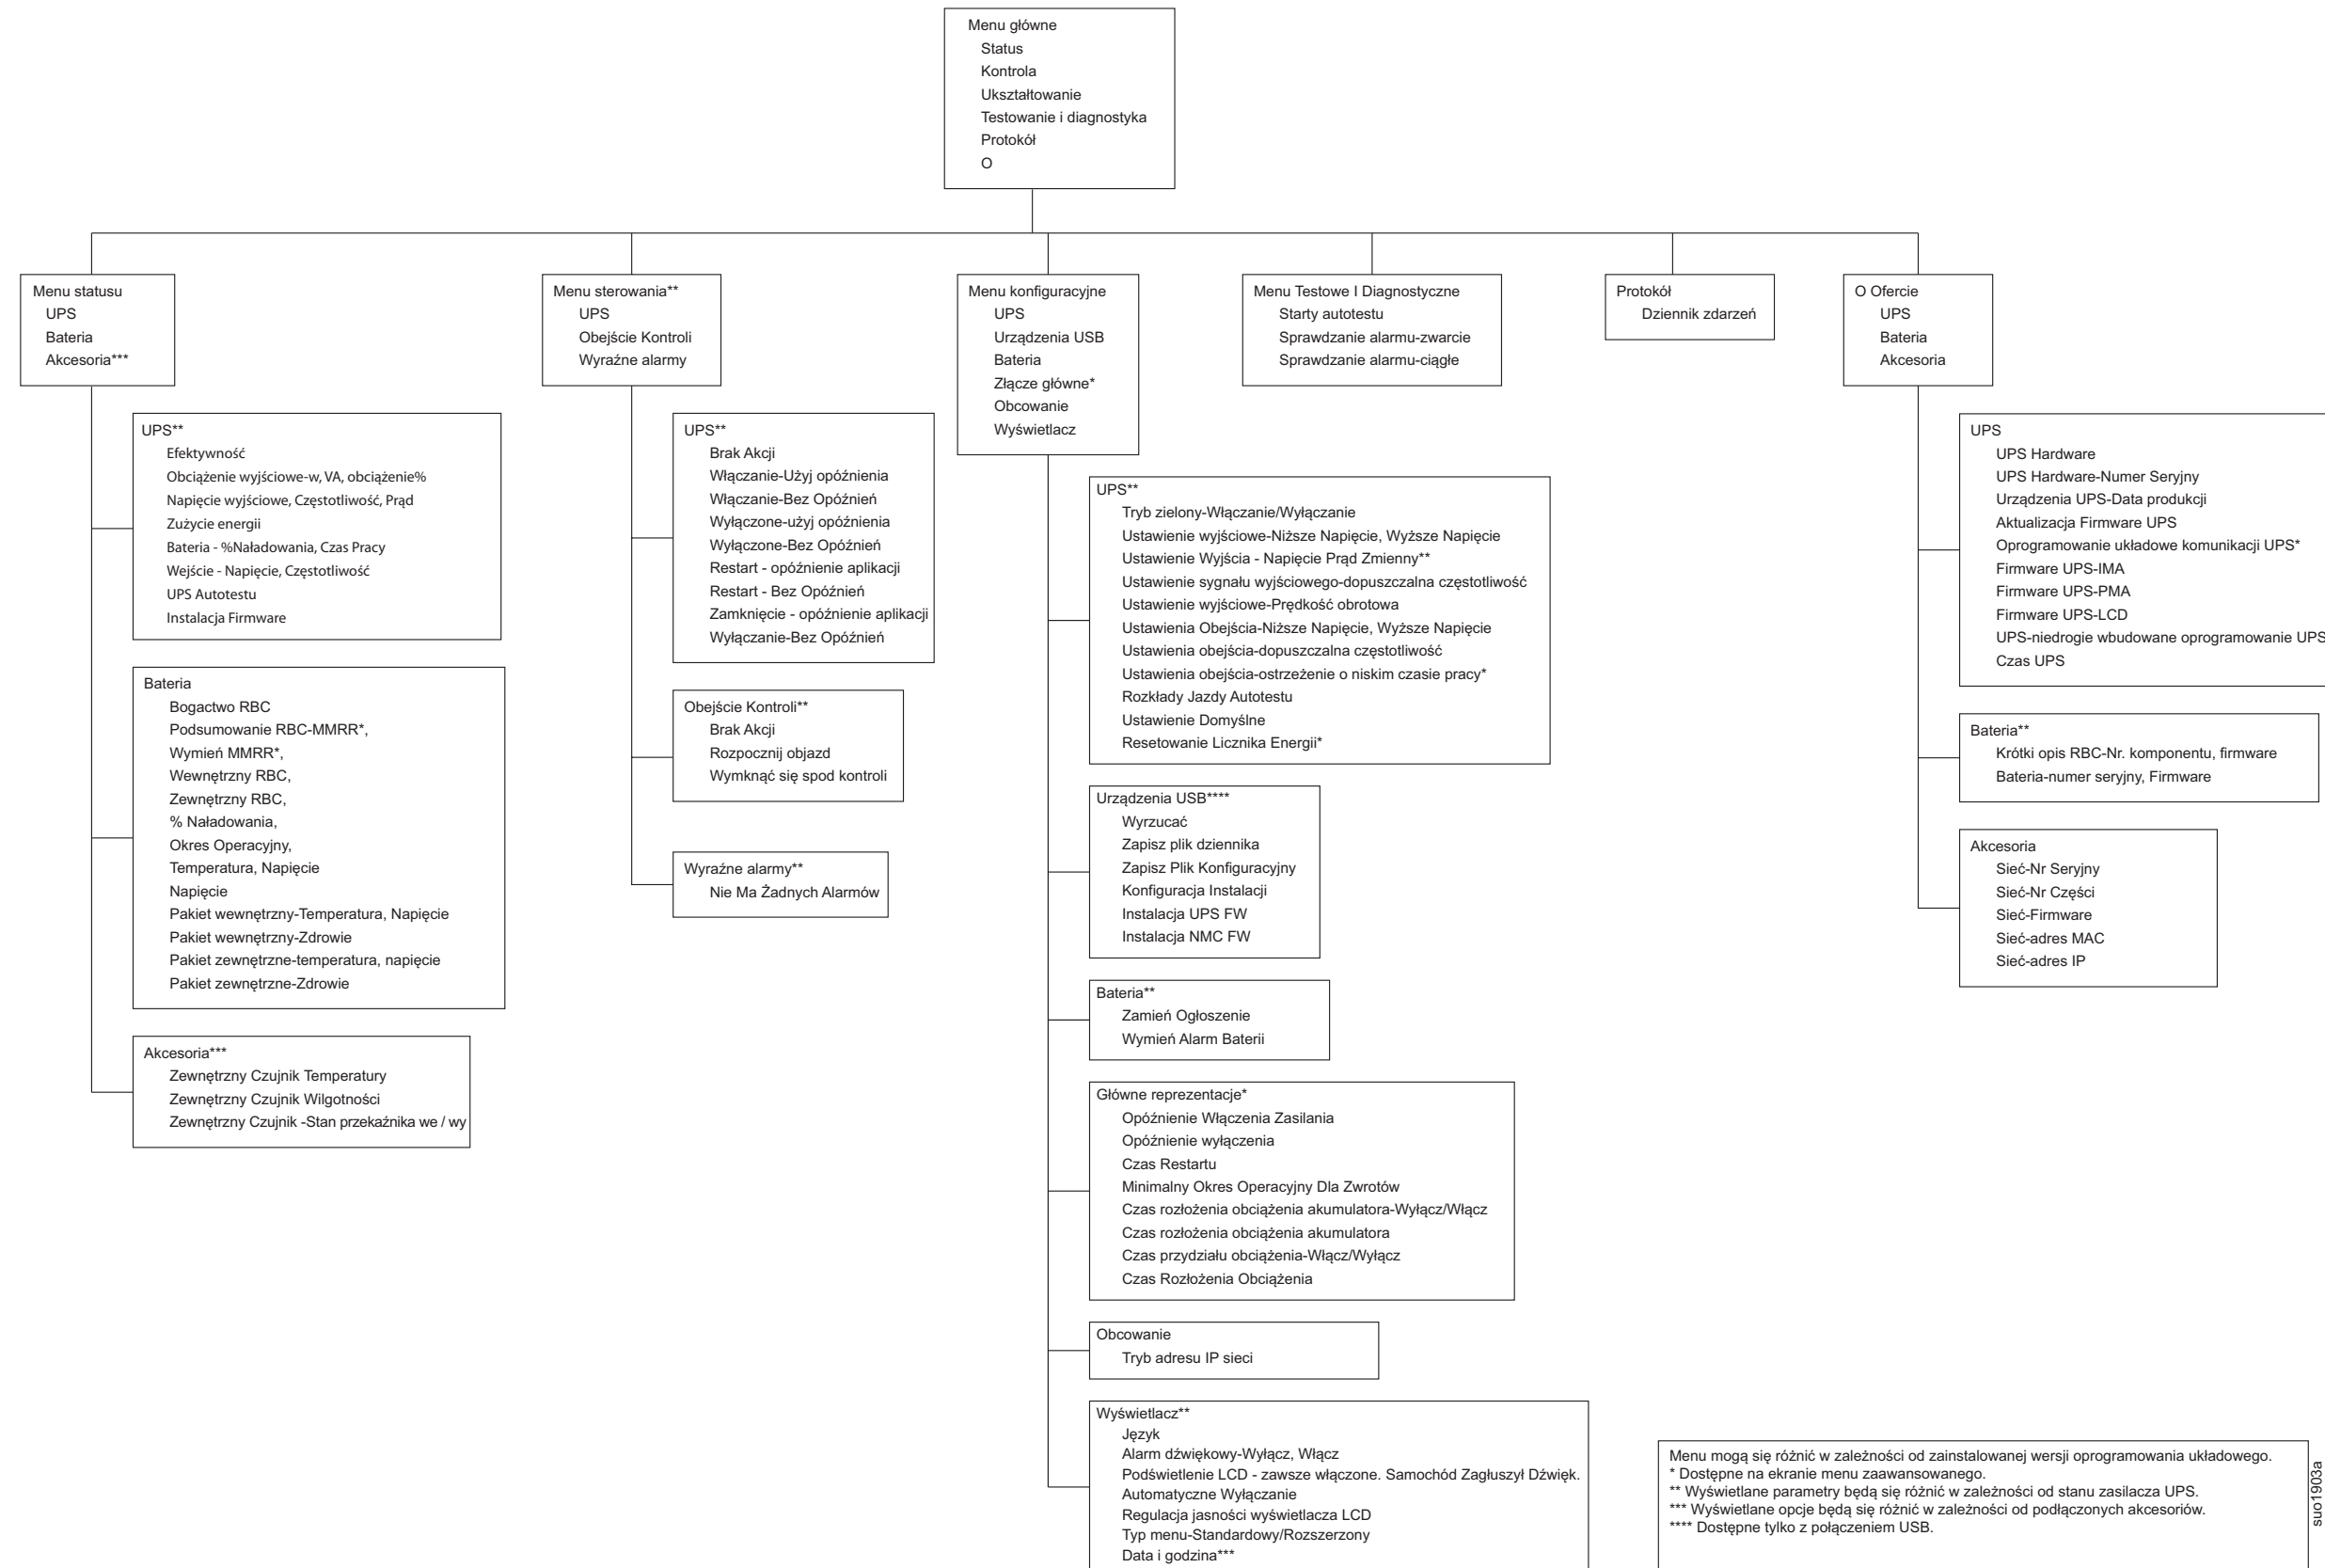 Menu główne
Status
Kontrola
Ukształtowanie
Testowanie i diagnostyka
Protokół
O
Menu statusu
UPS
Bateria
Akcesoria***
UPS**
Efektywność
Obciążenie wyjściowe-w, VA, obciążenie%
Napięcie wyjściowe, Częstotliwość, Prąd
Zużycie energii
Bateria - %Naładowania, Czas Pracy
Wejście - Napięcie, Częstotliwość
UPS Autotestu
Instalacja Firmware
Bateria
Bogactwo RBC
Podsumowanie RBC-MMRR*,
Wymień MMRR*,
Wewnętrzny RBC,
Zewnętrzny RBC,
% Naładowania,
Okres Operacyjny,
Temperatura, Napięcie
Napięcie
Pakiet wewnętrzny-Temperatura, Napięcie
Pakiet wewnętrzny-Zdrowie
Pakiet zewnętrzne-temperatura, napięcie
Pakiet zewnętrzne-Zdrowie
Akcesoria***
Zewnętrzny Czujnik Temperatury
Zewnętrzny Czujnik Wilgotności
Zewnętrzny Czujnik -Stan przekaźnika we / wy
Menu sterowania**
UPS
Obejście Kontroli
Wyraźne alarmy
UPS**
Brak Akcji
Włączanie-Użyj opóźnienia
Włączanie-Bez Opóźnień
Wyłączone-użyj opóźnienia
Wyłączone-Bez Opóźnień
Restart - opóźnienie aplikacji
Restart - Bez Opóźnień
Zamknięcie - opóźnienie aplikacji
Wyłączanie-Bez Opóźnień
Obejście Kontroli**
Brak Akcji
Rozpocznij objazd
Wymknąć się spod kontroli
Wyraźne alarmy**
Nie Ma Żadnych Alarmów
Menu konfiguracyjne
UPS
Urządzenia USB
Bateria
Złącze główne*
Obcowanie
Wyświetlacz
UPS**
Tryb zielony-Włączanie/Wyłączanie
Ustawienie wyjściowe-Niższe Napięcie, Wyższe Napięcie
Ustawienie Wyjścia - Napięcie Prąd Zmienny**
Ustawienie sygnału wyjściowego-dopuszczalna częstotliwość
Ustawienie wyjściowe-Prędkość obrotowa
Ustawienia Obejścia-Niższe Napięcie, Wyższe Napięcie
Ustawienia obejścia-dopuszczalna częstotliwość
Ustawienia obejścia-ostrzeżenie o niskim czasie pracy*
Rozkłady Jazdy Autotestu
Ustawienie Domyślne
Resetowanie Licznika Energii*
Urządzenia USB****
Wyrzucać
Zapisz plik dziennika
Zapisz Plik Konfiguracyjny
Konfiguracja Instalacji
Instalacja UPS FW
Instalacja NMC FW
Bateria**
Zamień Ogłoszenie
Wymień Alarm Baterii
Główne reprezentacje*
Opóźnienie Włączenia Zasilania
Opóźnienie wyłączenia
Czas Restartu
Minimalny Okres Operacyjny Dla Zwrotów
Czas rozłożenia obciążenia akumulatora-Wyłącz/Włącz
Czas rozłożenia obciążenia akumulatora
Czas przydziału obciążenia-Włącz/Wyłącz
Czas Rozłożenia Obciążenia
Obcowanie
Tryb adresu IP sieci
Wyświetlacz**
Język
Alarm dźwiękowy-Wyłącz, Włącz
Podświetlenie LCD - zawsze włączone. Samochód Zagłuszył Dźwięk.
Automatyczne Wyłączanie
Regulacja jasności wyświetlacza LCD
Typ menu-Standardowy/Rozszerzony
Data i godzina***
Menu Testowe I Diagnostyczne
Starty autotestu
Sprawdzanie alarmu-zwarcie
Sprawdzanie alarmu-ciągłe
Protokół
Dziennik zdarzeń
O Ofercie
UPS
Bateria
Akcesoria
UPS
UPS Hardware
UPS Hardware-Numer Seryjny
Urządzenia UPS-Data produkcji
Aktualizacja Firmware UPS
Oprogramowanie układowe komunikacji UPS*
Firmware UPS-IMA
Firmware UPS-PMA
Firmware UPS-LCD
UPS-niedrogie wbudowane oprogramowanie UPS
Czas UPS
Bateria**
Krótki opis RBC-Nr. komponentu, firmware
Bateria-numer seryjny, Firmware
Akcesoria
Sieć-Nr Seryjny
Sieć-Nr Części
Sieć-Firmware
Sieć-adres MAC
Sieć-adres IP
Menu mogą się różnić w zależności od zainstalowanej wersji oprogramowania układowego.
* Dostępne na ekranie menu zaawansowanego.
** Wyświetlane parametry będą się różnić w zależności od stanu zasilacza UPS.
*** Wyświetlane opcje będą się różnić w zależności od podłączonych akcesoriów.
**** Dostępne tylko z połączeniem USB.
suo1903a